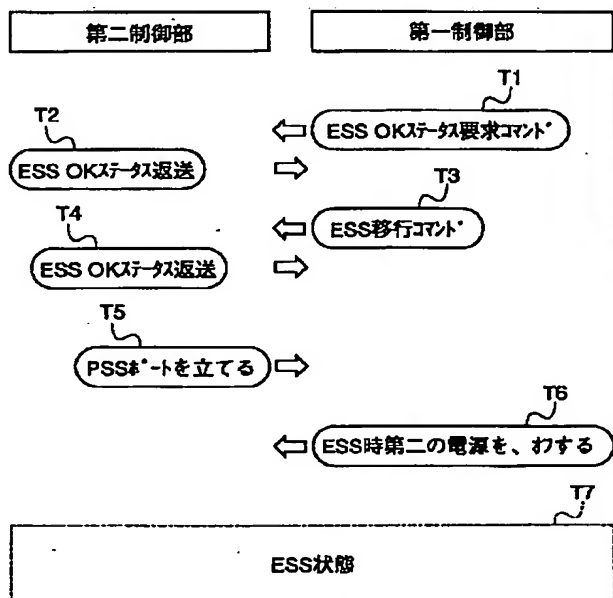 第二制御部
第一制御部
T1
ESS OKステータス要求コマンド
T2
ESS OKステータス返送
T3
ESS移行コマンド
T4
ESS OKステータス返送
T5
PSSポートを立てる
T6
ESS時第二の電源を、オフする
T7
ESS状態